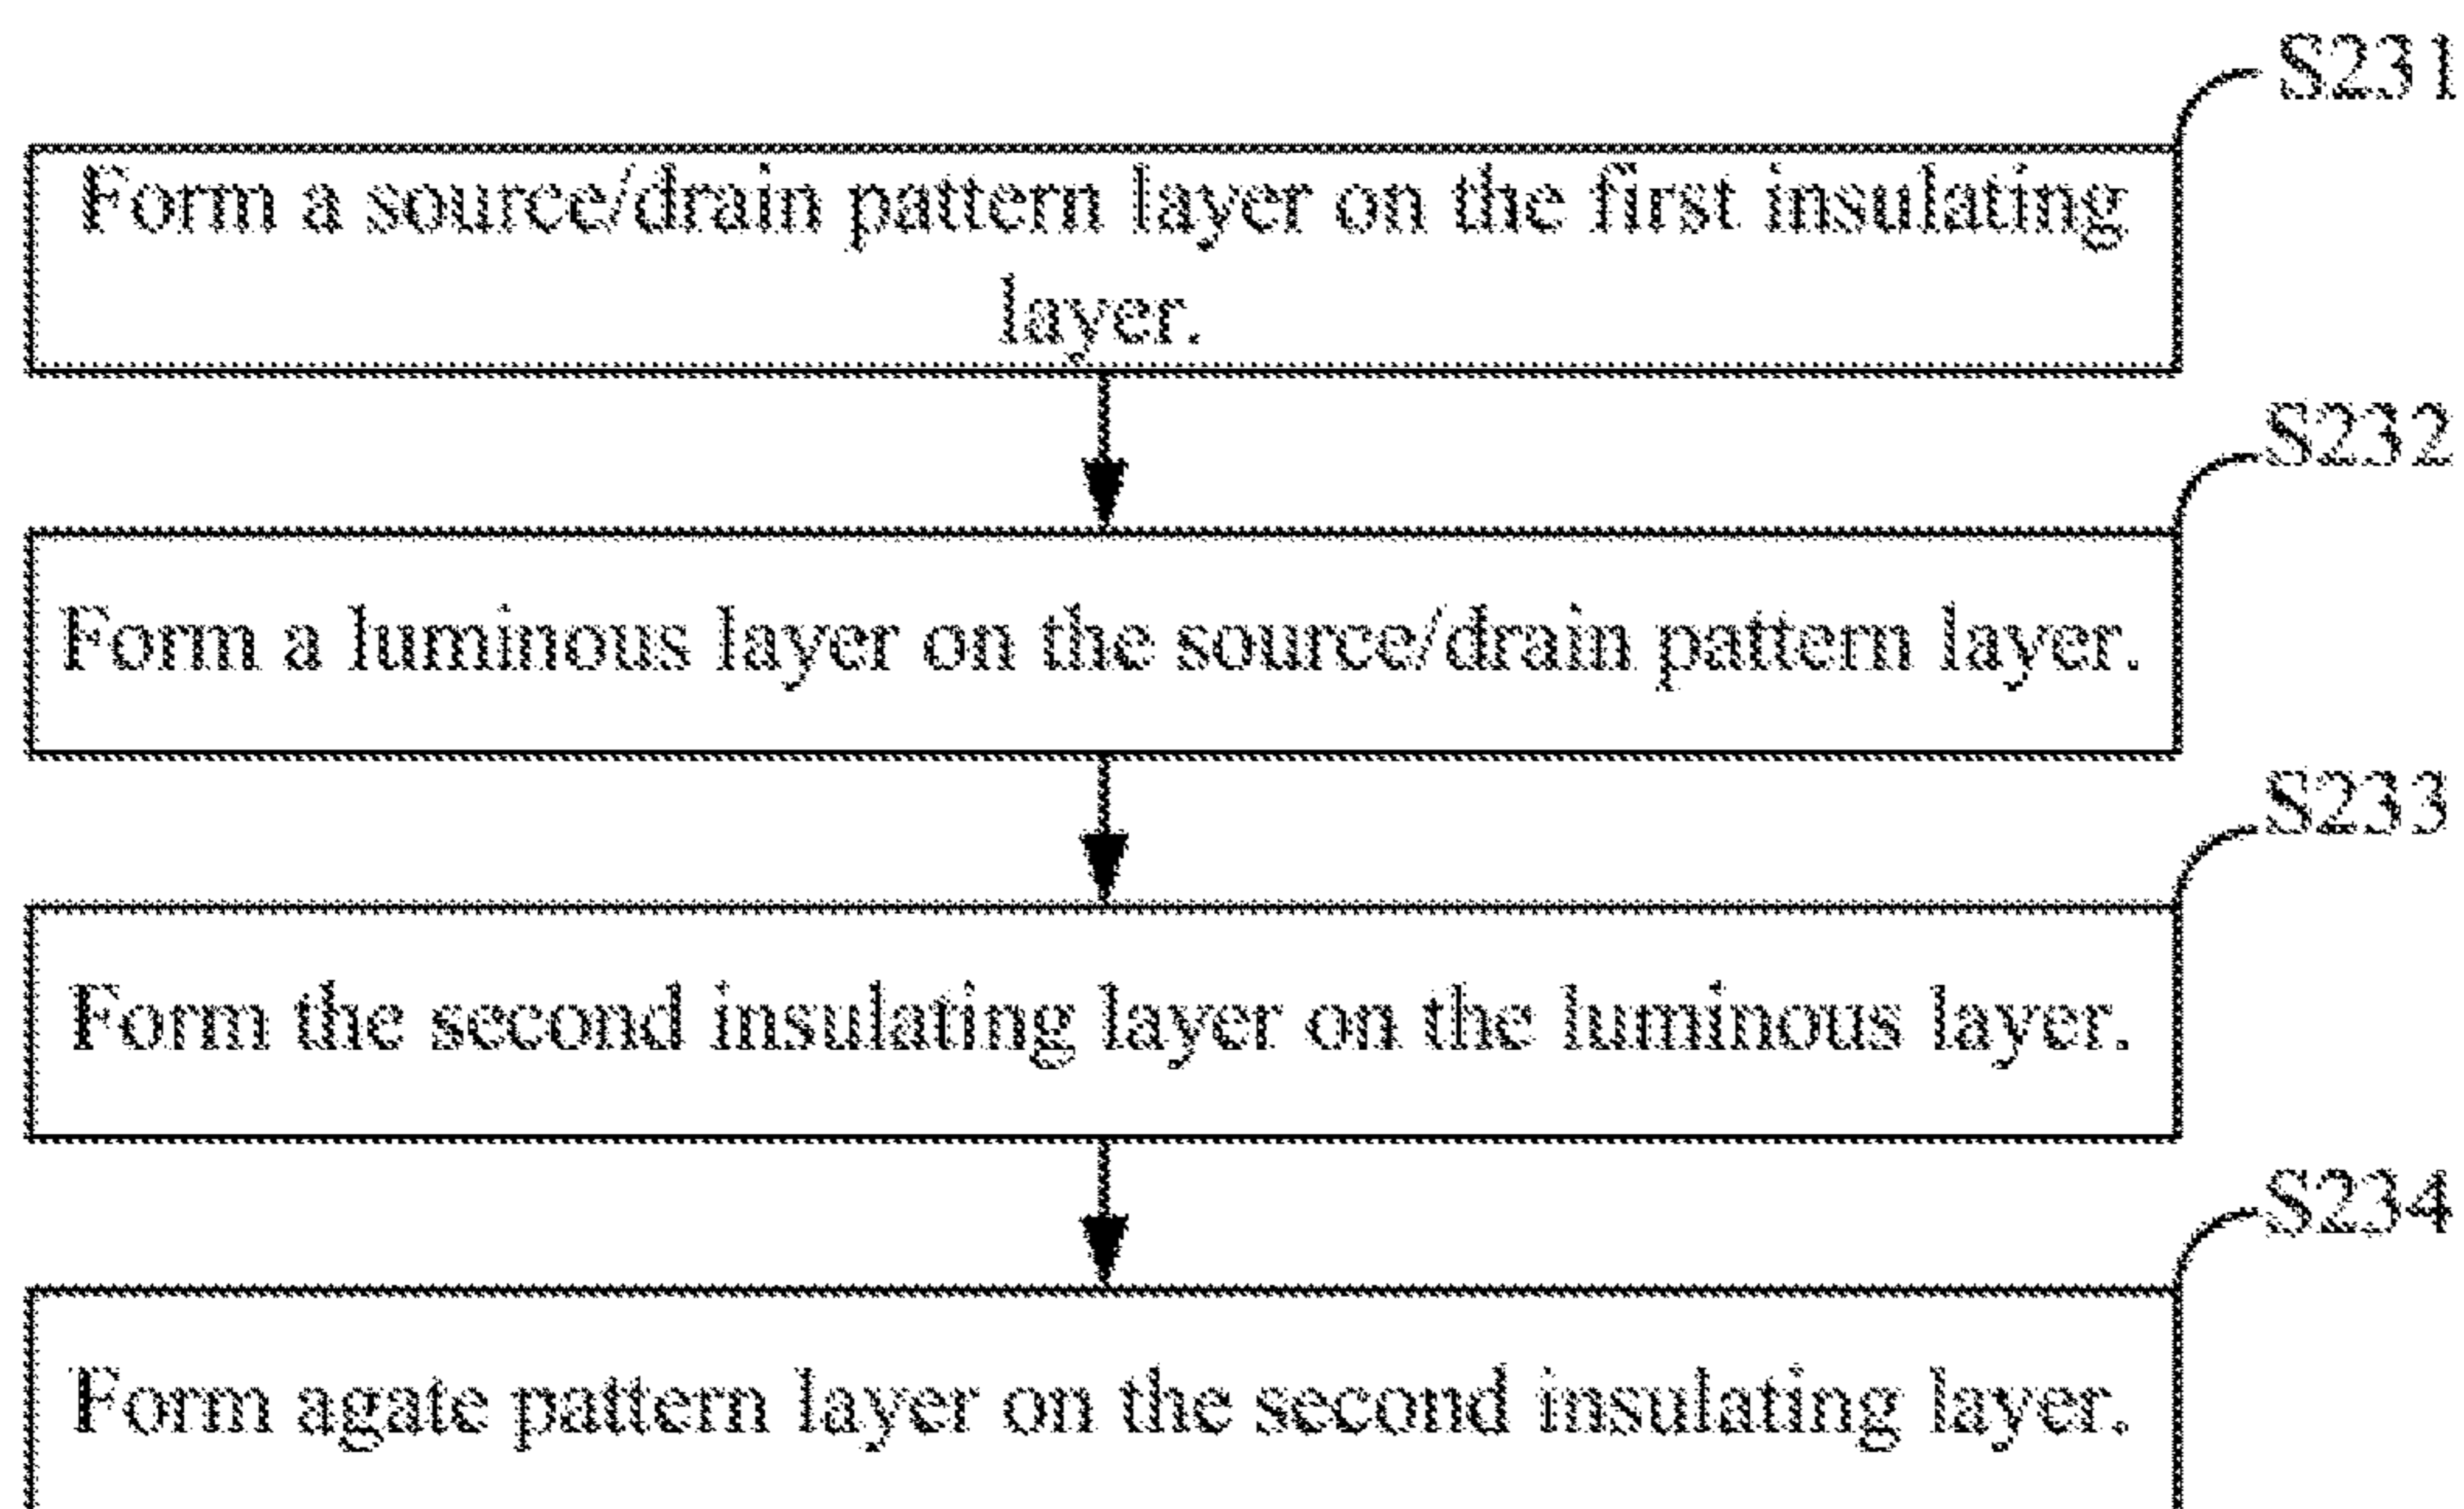 S231
Form a source/drain pattern layer on the first insulating
layer.
S232
Form a luminous layer on the source/drain pattern layer.
S233
Form the second insulating layer on the luminous layer.
S234
Form agate pattern layer on the second insulating layer.